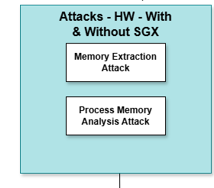 Attacks - HW - With
& Without SGX
Memory Extraction
Attack
Process Memory
Analysis Attack